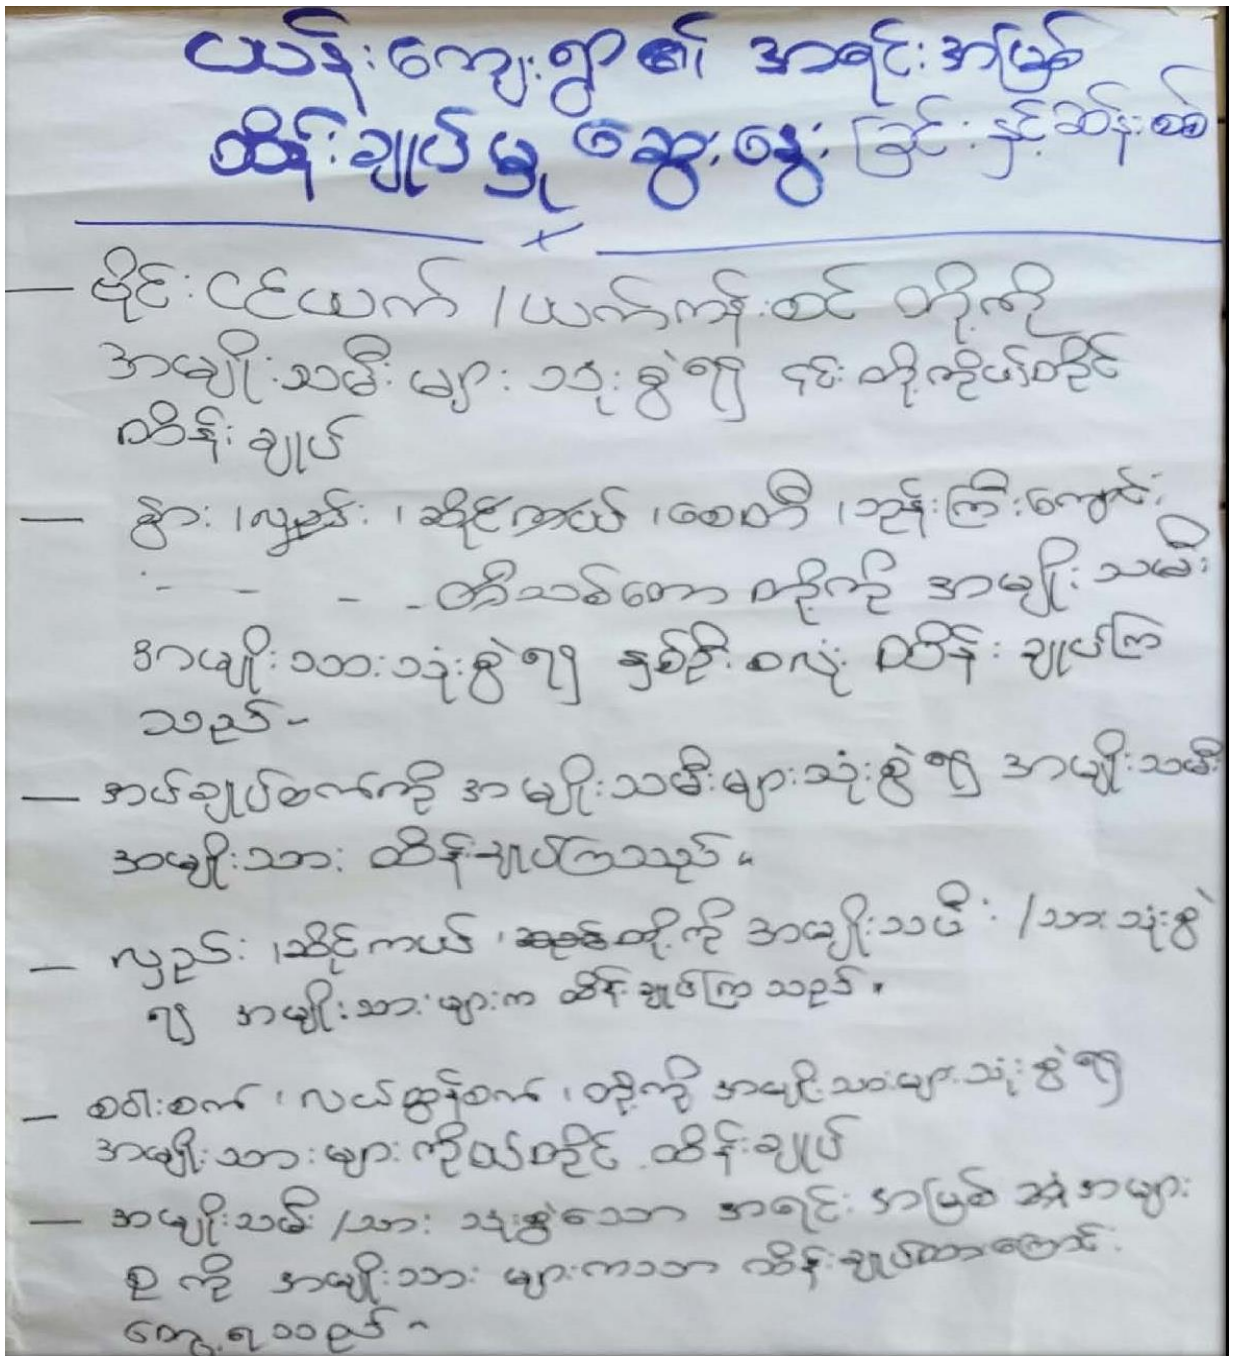 ယိန်းကျေးရွာ၏ အရင်းအမြစ်
ထိန်းချုပ်မှု ဆွေးနွေးခြင်းနှင့်ဆန်းစစ်
— ဗိုင်းငင်ယက် / ယက်ကန်းစင် တို့ကို
အမျိုးသမီးများ သုံးစွဲ၍ ၎င်းတို့ကိုယ်တိုင်
ထိန်းချုပ်
— နွား ၊ လှည်း ၊ ဆိုင်ကယ် ၊ စေတီ ၊ ဘုန်းကြီးကျောင်း
- - - - တီသစ်တော တို့ကို အမျိုးသမီး
အမျိုးသားသုံးစွဲ၍ နှစ်ဦးစလုံး ထိန်းချုပ်ကြ
သည်-
— အပ်ချုပ်စက်ကို အမျိုးသမီးများသုံးစွဲ၍ အမျိုးသမီး
အမျိုးသား ထိန်းချုပ်ကြသည်။
— လှည်း ၊ ဆိုင်ကယ် ၊ တို့ကို အမျိုးသမီး / သား သုံးစွဲ
၍ အမျိုးသားများက ထိန်းချုပ်ကြသည်။
— စပါးစက် ၊ လယ်ထွန်စက် ၊ တို့ကို အမျိုးသားများသုံးစွဲ၍
အမျိုးသားများကိုယ်တိုင် ထိန်းချုပ်
— အမျိုးသမီး / သား သုံးစွဲသော အရင်းအမြစ် အများ
စု ကို အမျိုးသား များကသာ ထိန်းချုပ်ထားကြောင်း
တွေ့ရသည်-